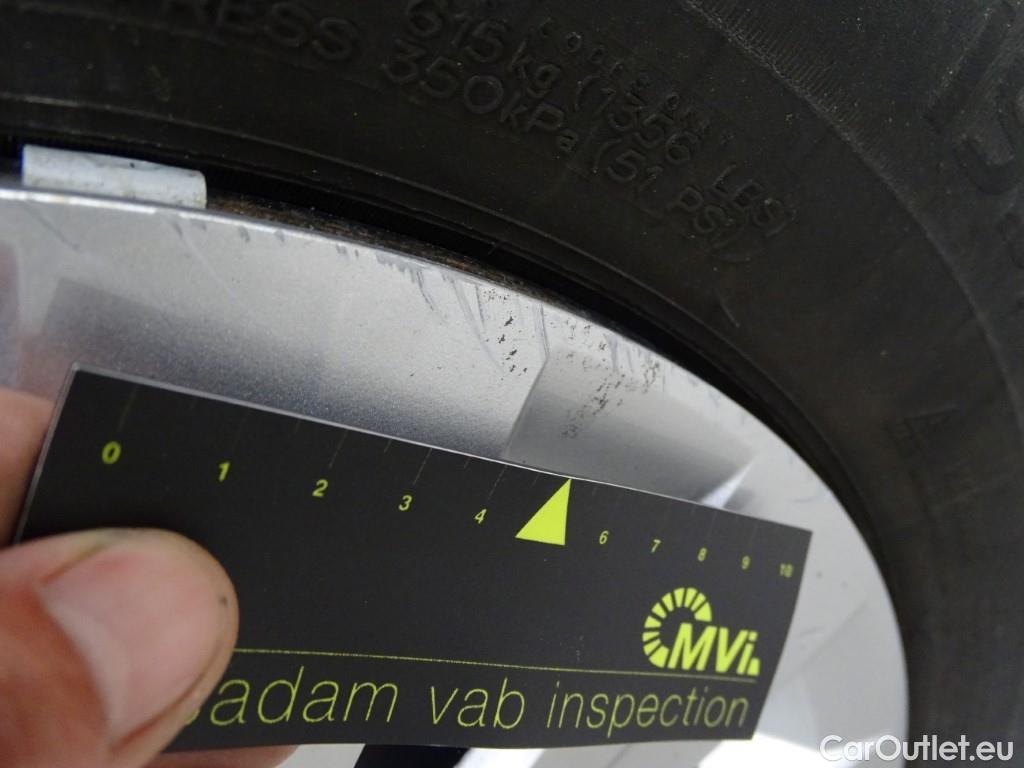 615kg (1356 LBS)
PRESS 350kPa (51 PSI)
0 1 2 3 4 6 7 8 9 10
MVi
adam vab inspection
CarOutlet.eu